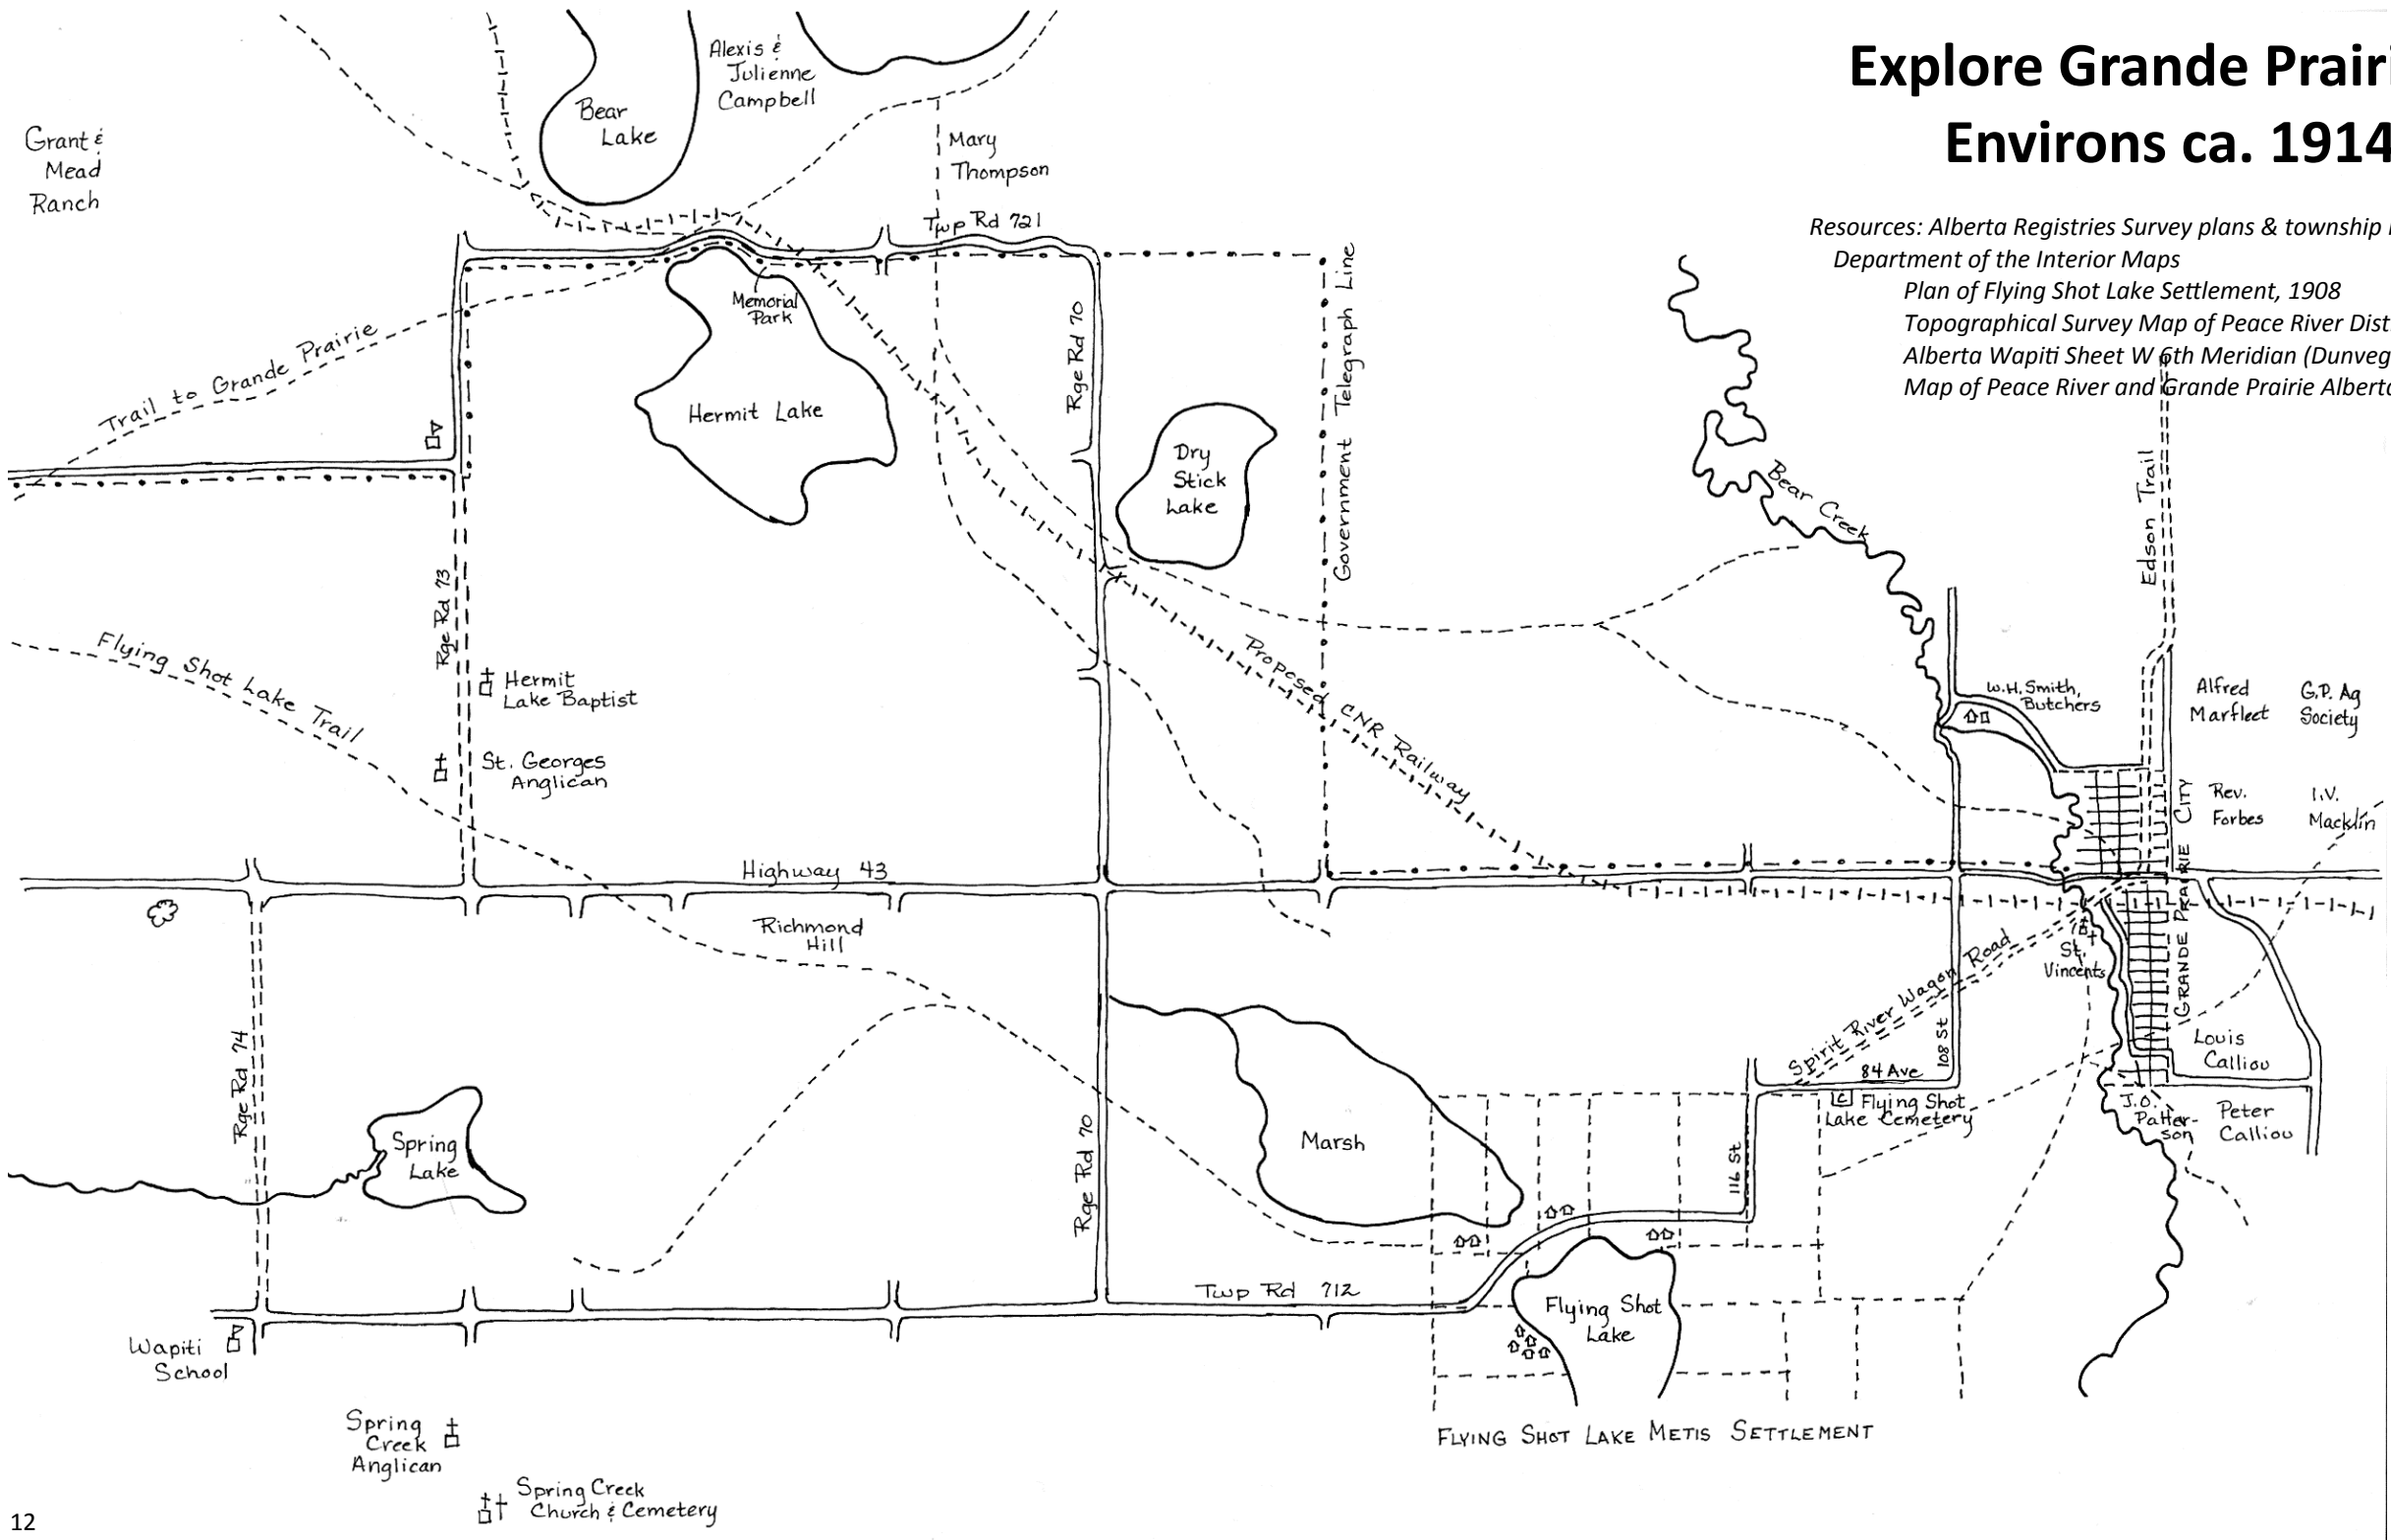 Explore Grande Prairi
Environs ca. 1914
Resources: Alberta Registries Survey plans & township
Department of the Interior Maps
Plan of Flying Shot Lake Settlement, 1908
Topographical Survey Map of Peace River Dist
Alberta Wapiti Sheet W 6th Meridian (Dunveg
Map of Peace River and Grande Prairie Alberta
Grant &
Mead
Ranch
Bear
Lake
Alexis &
Julienne
Campbell
Mary
Thompson
Twp Rd 721
Memorial
Park
Trail to Grande Prairie
Hermit Lake
Rge Rd 70
Dry
Stick
Lake
Government Telegraph Line
Bear Creek
Edson Trail
Rge Rd 73
Flying Shot Lake Trail
Hermit
Lake Baptist
St. Georges
Anglican
Proposed CNR Railway
W.H. Smith,
Butchers
Alfred
Marfleet
G.P. Ag
Society
Rev.
Forbes
I.V.
Macklin
GRANDE PRAIRIE CITY
Highway 43
Richmond
Hill
St.
Vincents
Spirit River Wagon Road
108 St
84 Ave
Louis
Calliou
Rge Rd 74
Spring
Lake
Rge Rd 70
Marsh
116 St
C Flying Shot
Lake Cemetery
J.O.
Patter-
son
Peter
Calliou
Twp Rd 712
Flying Shot
Lake
Wapiti
School
FLYING SHOT LAKE METIS SETTLEMENT
Spring
Creek
Anglican
Spring Creek
Church & Cemetery
12